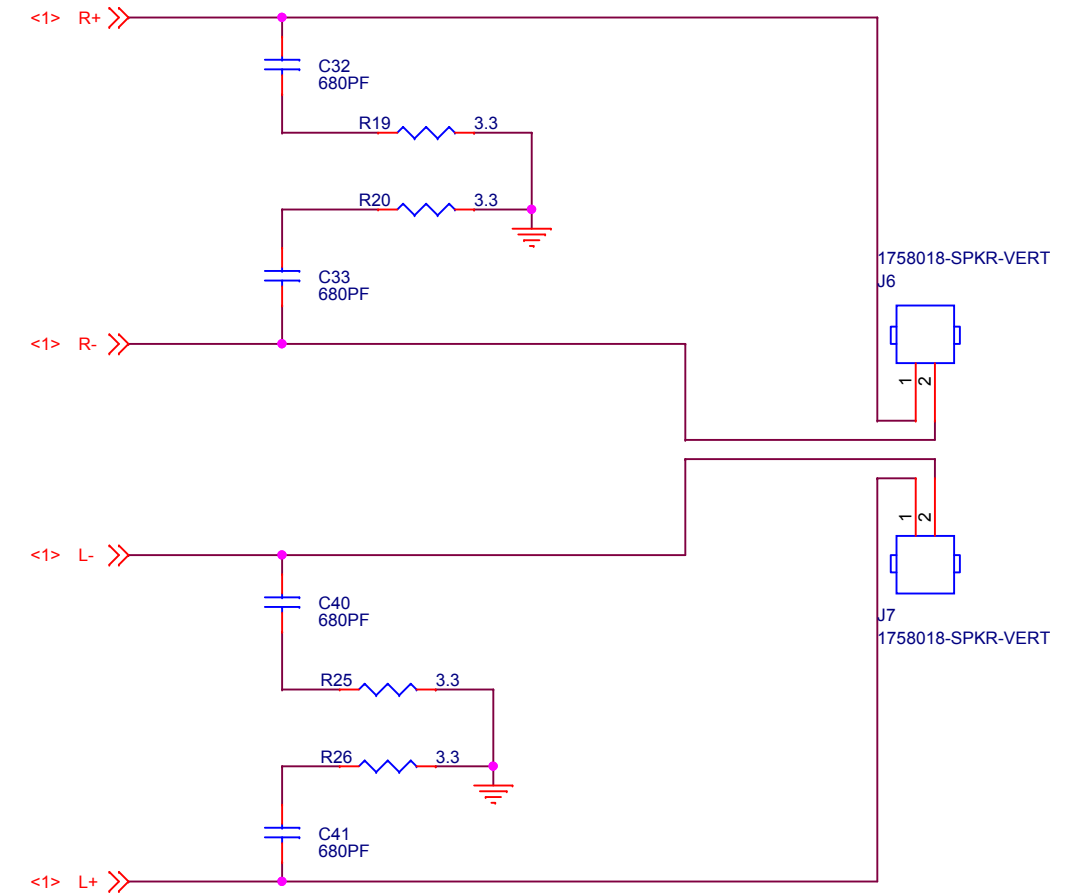 <1> R+
C32
680PF
R19 3.3
R20 3.3
1758018-SPKR-VERT
J6
C33
680PF
<1> R-
1 2
1 2
<1> L-
C40
680PF
J7
1758018-SPKR-VERT
R25 3.3
R26 3.3
C41
680PF
<1> L+